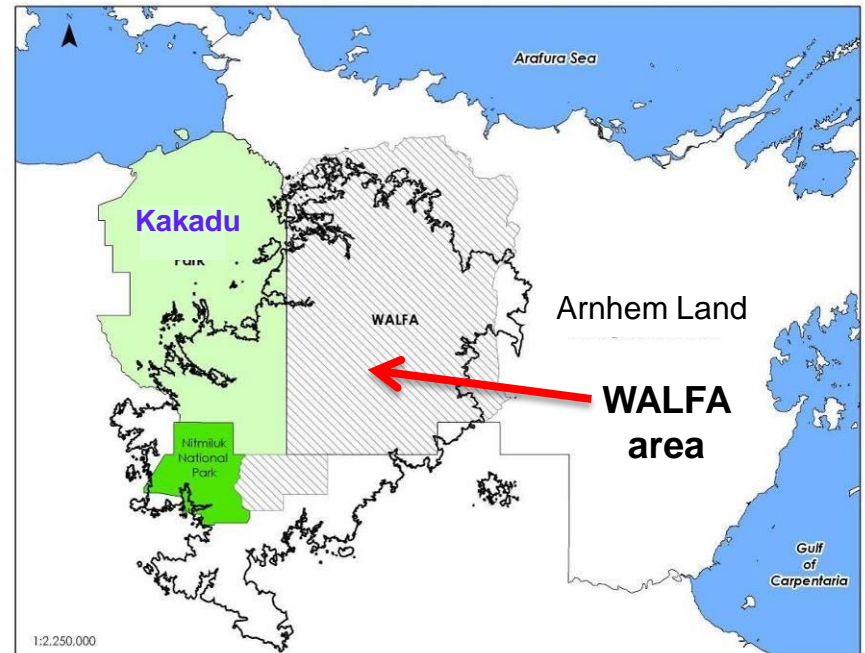 N
Arafura Sea
Kakadu
Park
WALFA
Arnhem Land
WALFA
area
Nitmiluk
National
Park
Gulf
of
Carpentaria
1:2,250,000